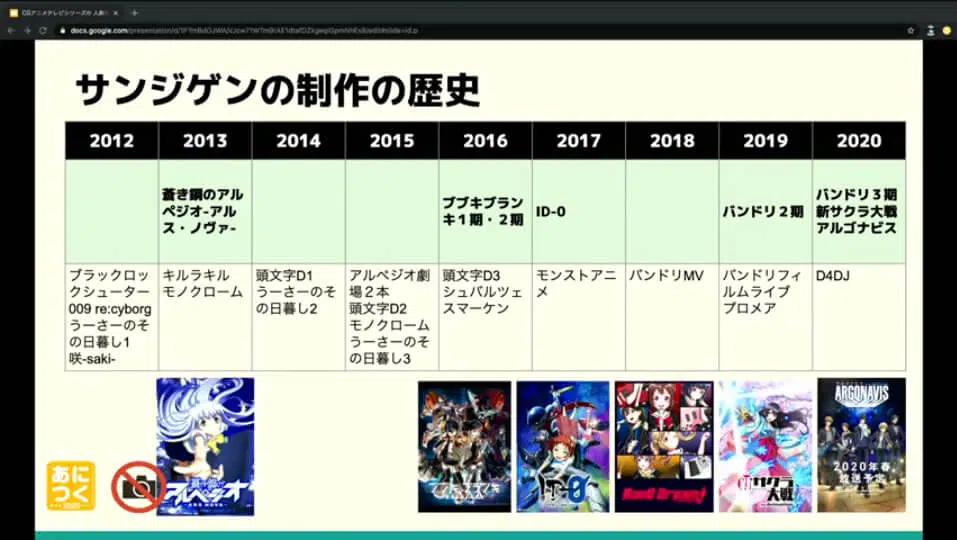 docs.google.com
サンジゲンの制作の歴史
2012 2013 2014 2015 2016 2017 2018 2019 2020
蒼き鋼のアル
ペジオ-アル
ス・ノヴァ-
ブブキブラン
キ1期・2期
ID-0
バンドリ2期
バンドリ3期
新サクラ大戦
アルゴナビス
ブラックロッ
クシューター
009 re:cyborg
うーさーのそ
の日暮し1
咲-saki-
キルラキル
モノクローム
頭文字D1
うーさーのそ
の日暮し2
アルペジオ劇
場2本
頭文字D2
モノクローム
うーさーのそ
の日暮し3
頭文字D3
シュバルツェ
スマーケン
モンストアニ
メ
バンドリMV
バンドリフィ
ルムライブ
プロメア
D4DJ
あに
つく
アルペジオ
ID-0
BanG Dream!
新サクラ
大戦
ARGONAVIS
2020年春
放送予定